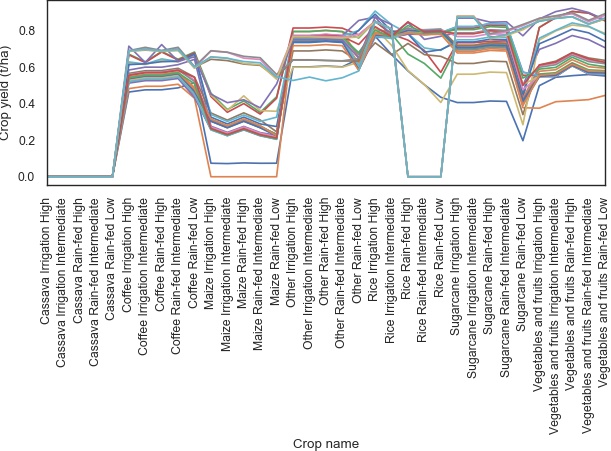 Crop yield (t/ha)
0.8
0.6
0.4
0.2
0.0
Cassava Irrigation High
Cassava Irrigation Intermediate
Cassava Rain-fed High
Cassava Rain-fed Intermediate
Cassava Rain-fed Low
Coffee Irrigation High
Coffee Irrigation Intermediate
Coffee Rain-fed High
Coffee Rain-fed Intermediate
Coffee Rain-fed Low
Maize Irrigation High
Maize Irrigation Intermediate
Maize Rain-fed High
Maize Rain-fed Intermediate
Maize Rain-fed Low
Other Irrigation High
Other Irrigation Intermediate
Other Rain-fed High
Other Rain-fed Intermediate
Other Rain-fed Low
Rice Irrigation High
Rice Irrigation Intermediate
Rice Rain-fed High
Rice Rain-fed Intermediate
Rice Rain-fed Low
Sugarcane Irrigation High
Sugarcane Irrigation Intermediate
Sugarcane Rain-fed High
Sugarcane Rain-fed Intermediate
Sugarcane Rain-fed Low
Vegetables and fruits Irrigation High
Vegetables and fruits Irrigation Intermediate
Vegetables and fruits Rain-fed High
Vegetables and fruits Rain-fed Intermediate
Vegetables and fruits Rain-fed Low
Crop name